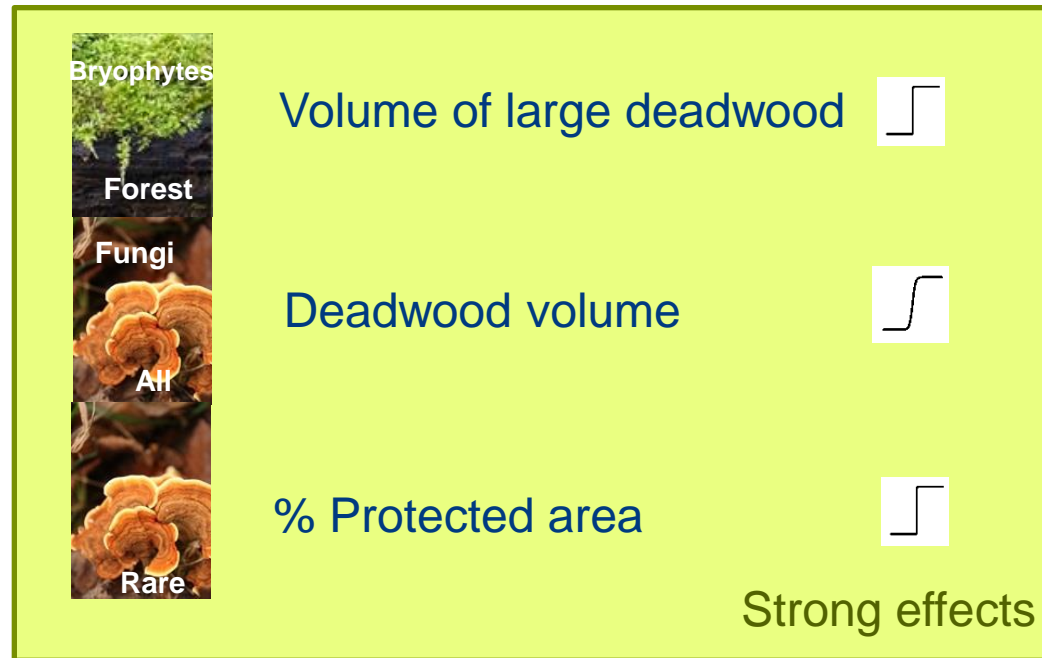 Bryophytes
Forest
Volume of large deadwood
Fungi
All
Deadwood volume
Rare
% Protected area
Strong effects